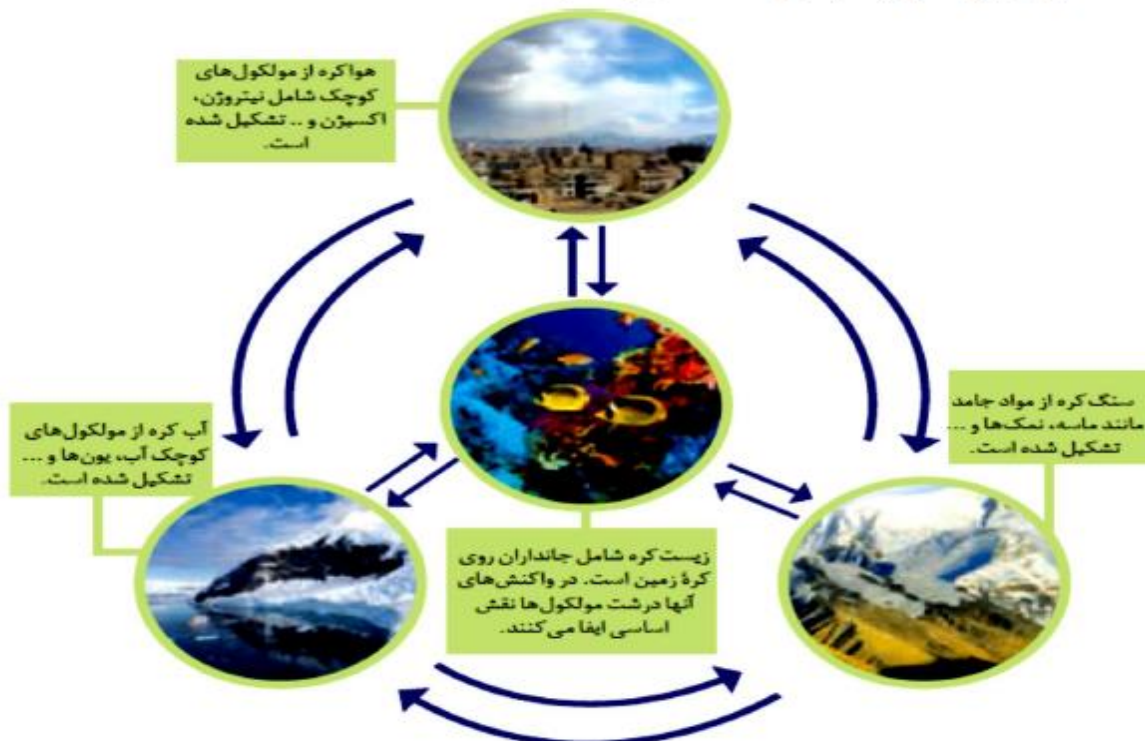 هواکره از مولکول‌های
کوچک شامل نیتروژن،
اکسیژن و .. تشکیل شده
است.
سنگ کره از مواد جامد
مانند ماسه، نمک‌ها و ...
تشکیل شده است.
آب کره از مولکول‌های
کوچک آب، یون‌ها و ...
تشکیل شده است.
زیست کره شامل جانداران روی
کرهٔ زمین است. در واکنش‌های
آنها درشت مولکول‌ها نقش
اساسی ایفا می‌کنند.